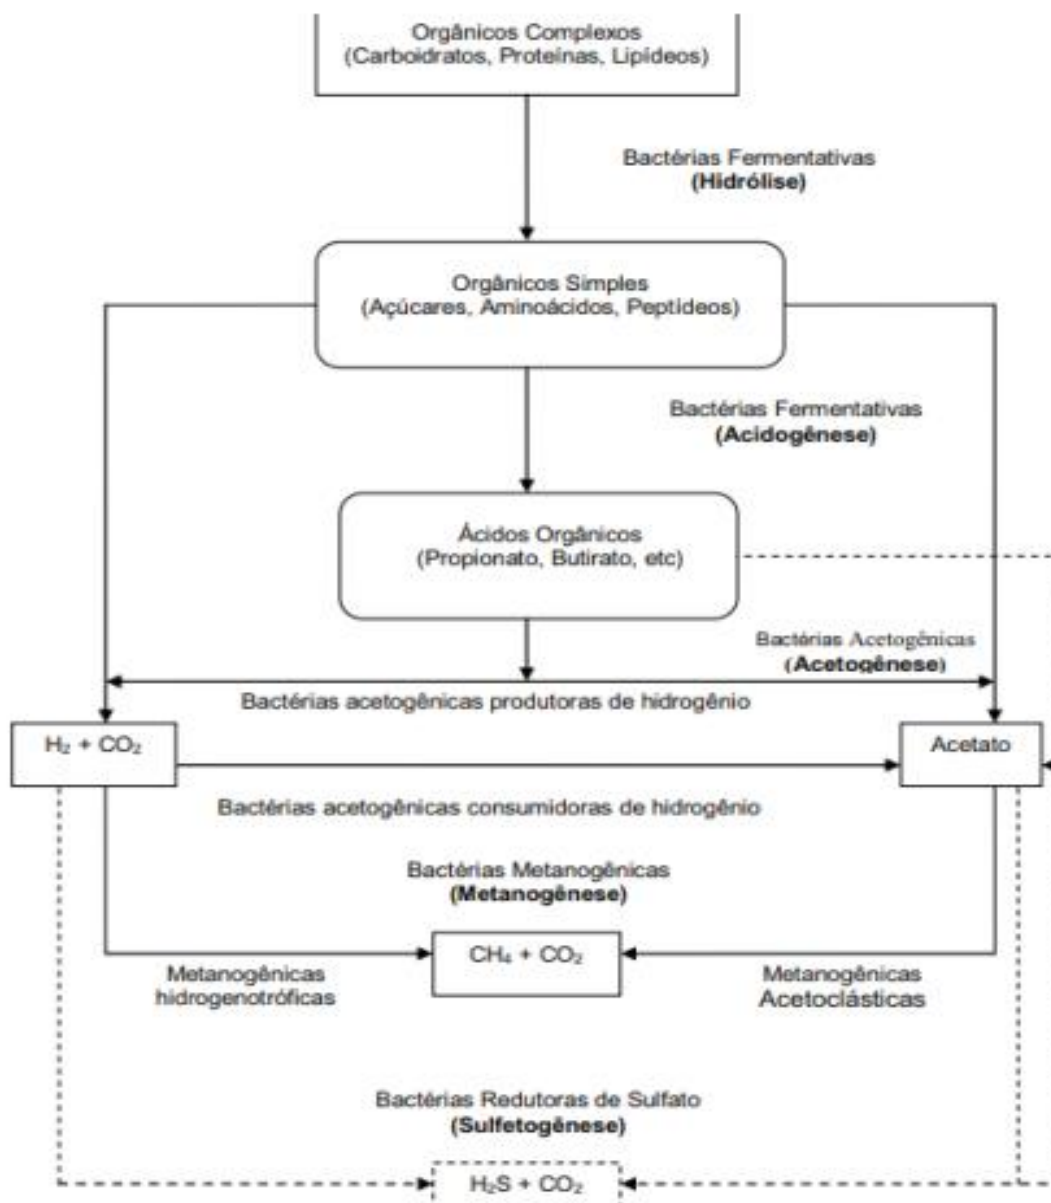 Orgânicos Complexos
(Carboidratos, Proteínas, Lipídeos)
Bactérias Fermentativas
(Hidrólise)
Orgânicos Simples
(Açúcares, Aminoácidos, Peptídeos)
Bactérias Fermentativas
(Acidogênese)
Ácidos Orgânicos
(Propionato, Butirato, etc)
Bactérias Acetogênicas
(Acetogênese)
Bactérias acetogênicas produtoras de hidrogênio
H₂ + CO₂
Acetato
Bactérias acetogênicas consumidoras de hidrogênio
Bactérias Metanogênicas
(Metanogênese)
CH₄ + CO₂
Metanogênicas
hidrogenotróficas
Metanogênicas
Acetoclásticas
Bactérias Redutoras de Sulfato
(Sulfetogênese)
H₂S + CO₂